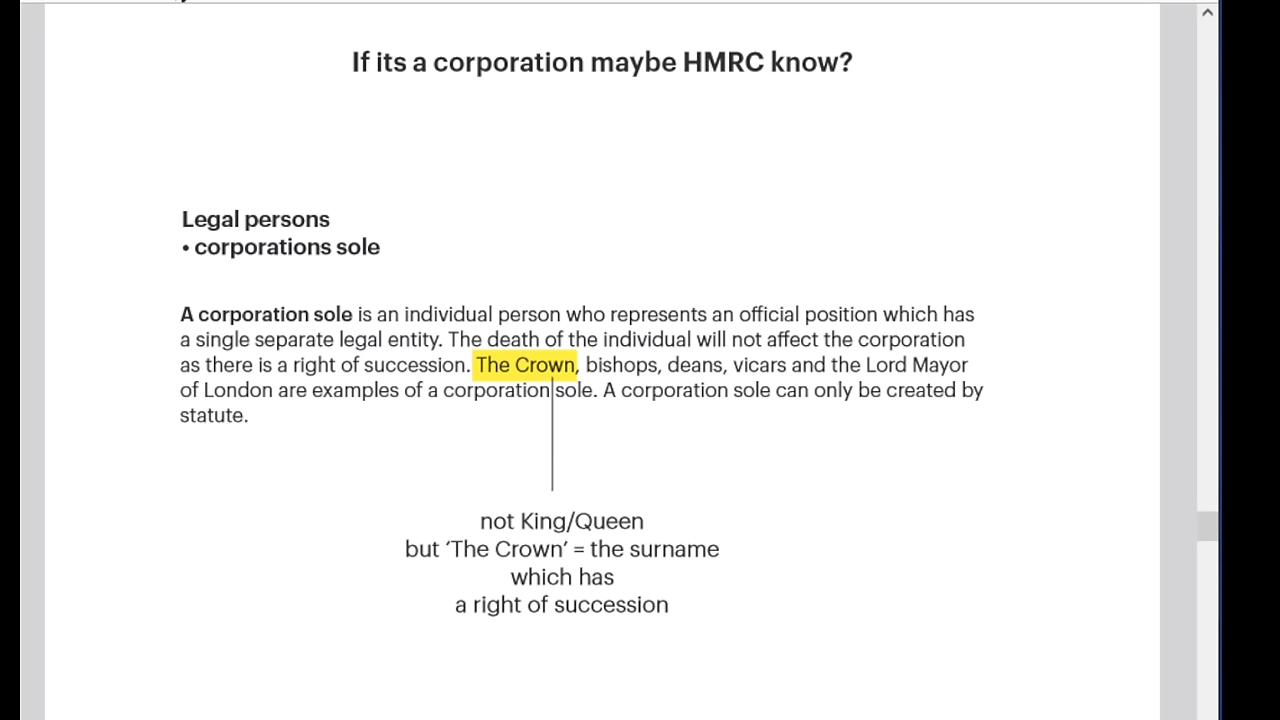 If its a corporation maybe HMRC know?
Legal persons
• corporations sole
A corporation sole is an individual person who represents an official position which has
a single separate legal entity. The death of the individual will not affect the corporation
as there is a right of succession. The Crown, bishops, deans, vicars and the Lord Mayor
of London are examples of a corporation sole. A corporation sole can only be created by
statute.
not King/Queen
but ‘The Crown’ = the surname
which has
a right of succession